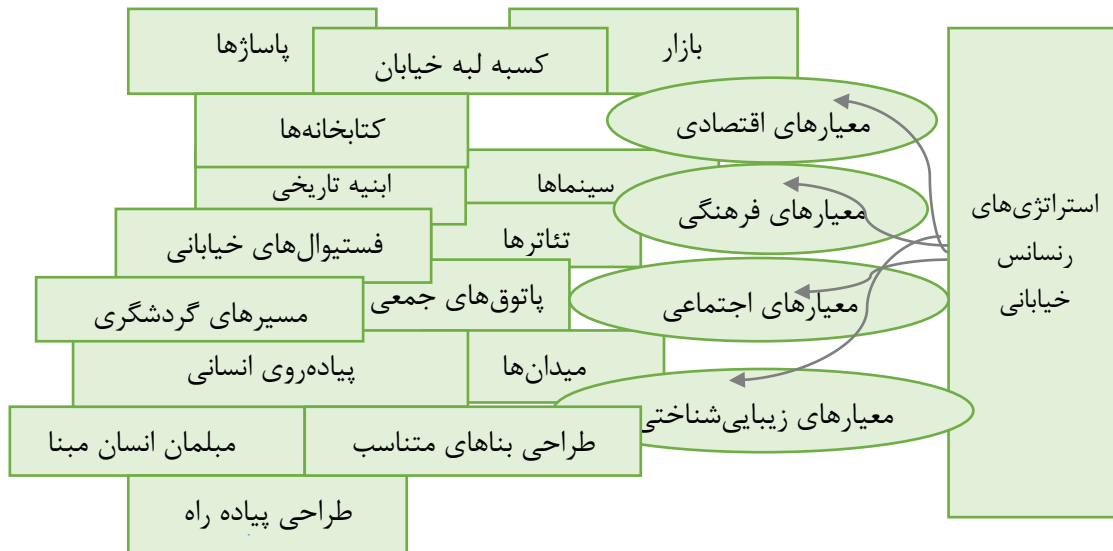 استراتژی‌های
رنسانس
خیابانی
معیارهای اقتصادی
معیارهای فرهنگی
معیارهای اجتماعی
معیارهای زیبایی‌شناختی
بازار
کسبه لبه خیابان
پاساژها
کتابخانه‌ها
سینماها
ابنیه تاریخی
تئاترها
فستیوال‌های خیابانی
پاتوق‌های جمعی
مسیرهای گردشگری
میدان‌ها
پیاده‌روی انسانی
طراحی بناهای متناسب
مبلمان انسان مبنا
طراحی پیاده راه